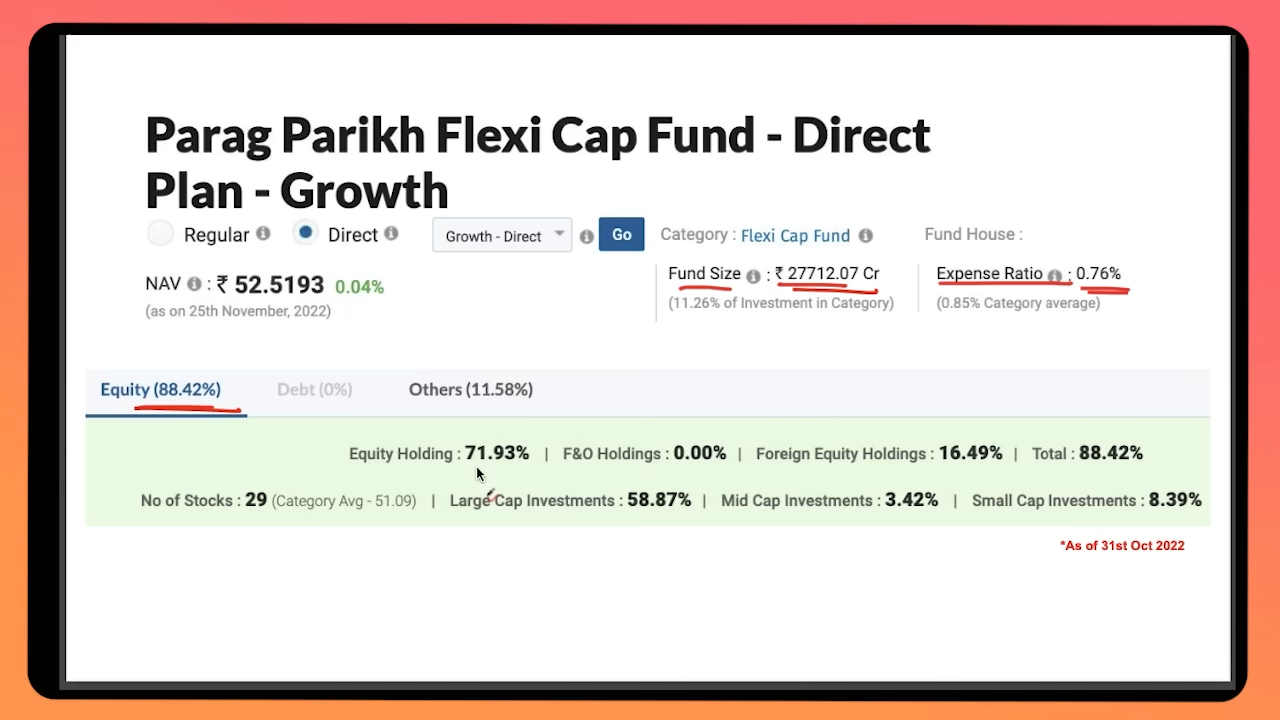 Parag Parikh Flexi Cap Fund - Direct
Plan - Growth
Regular Direct Growth - Direct Go Category : Flexi Cap Fund Fund House :
NAV : ₹ 52.5193 0.04% Fund Size : ₹ 27712.07 Cr Expense Ratio : 0.76%
(as on 25th November, 2022) (11.26% of Investment in Category) (0.85% Category average)
Equity (88.42%) Debt (0%) Others (11.58%)
Equity Holding : 71.93% | F&O Holdings : 0.00% | Foreign Equity Holdings : 16.49% | Total : 88.42%
No of Stocks : 29 (Category Avg - 51.09) | Large Cap Investments : 58.87% | Mid Cap Investments : 3.42% | Small Cap Investments : 8.39%
*As of 31st Oct 2022